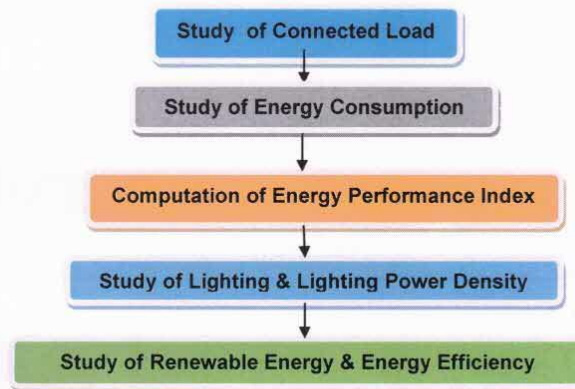 Study of Connected Load
Study of Energy Consumption
Computation of Energy Performance Index
Study of Lighting & Lighting Power Density
Study of Renewable Energy & Energy Efficiency